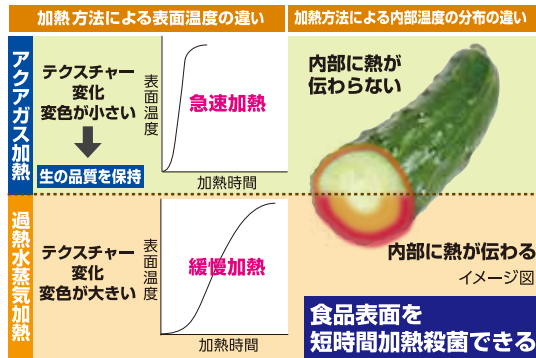 加熱方法による表面温度の違い
加熱方法による内部温度の分布の違い
アクアガス加熱
テクスチャー
変化
変色が小さい
生の品質を保持
表面温度
急速加熱
加熱時間
内部に熱が
伝わらない
過熱水蒸気加熱
テクスチャー
変化
変色が大きい
表面温度
緩慢加熱
加熱時間
内部に熱が伝わる
イメージ図
食品表面を
短時間加熱殺菌できる